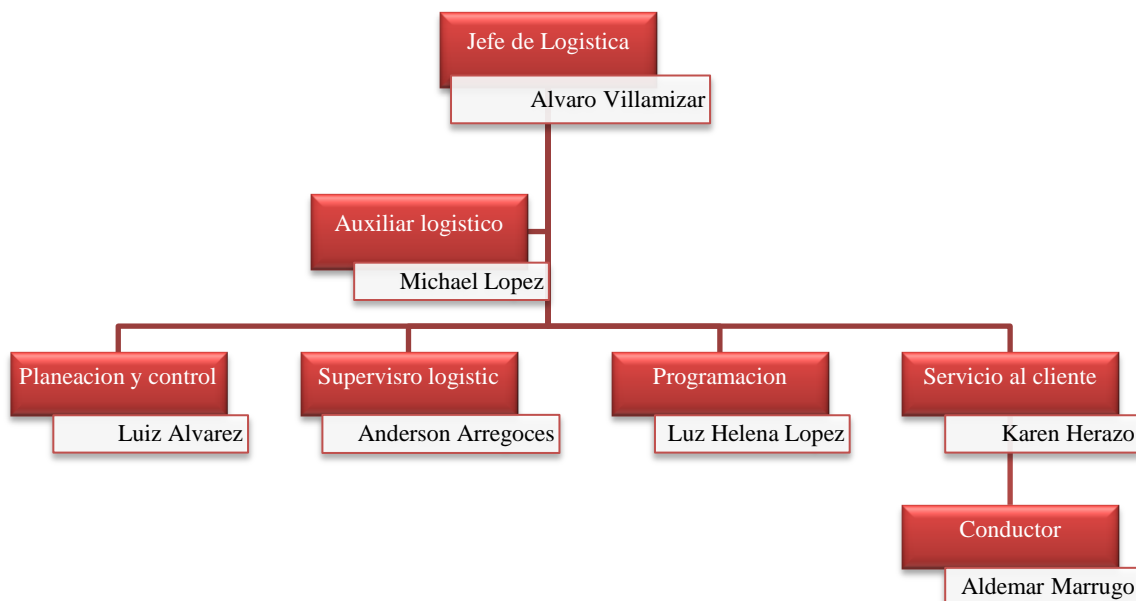 Jefe de Logistica
Alvaro Villamizar
Auxiliar logistico
Michael Lopez
Planeacion y control
Luiz Alvarez
Supervisro logistic
Anderson Arregoces
Programacion
Luz Helena Lopez
Servicio al cliente
Karen Herazo
Conductor
Aldemar Marrugo